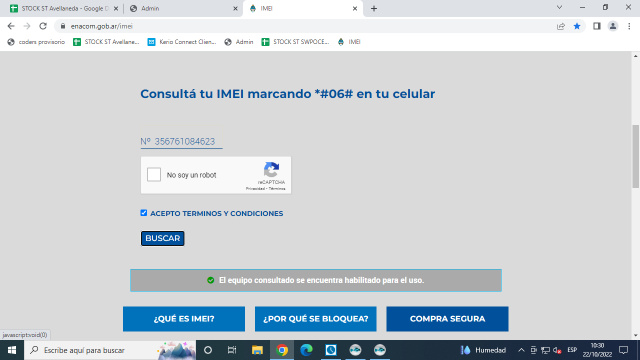 STOCK ST Avellaneda - Google D
Admin
IMEI
enacom.gob.ar/imei
coders provisorio
STOCK ST Avellane...
Kerio Connect Clien...
Admin
STOCK ST SWPOCE...
IMEI
Consultá tu IMEI marcando *#06# en tu celular
Nº 356761084623
No soy un robot
reCAPTCHA
Privacidad - Términos
ACEPTO TERMINOS Y CONDICIONES
BUSCAR
El equipo consultado se encuentra habilitado para el uso.
¿QUÉ ES IMEI?
¿POR QUÉ SE BLOQUEA?
COMPRA SEGURA
javascript:void(0)
Escribe aquí para buscar
Humedad
ESP
10:30
22/10/2022